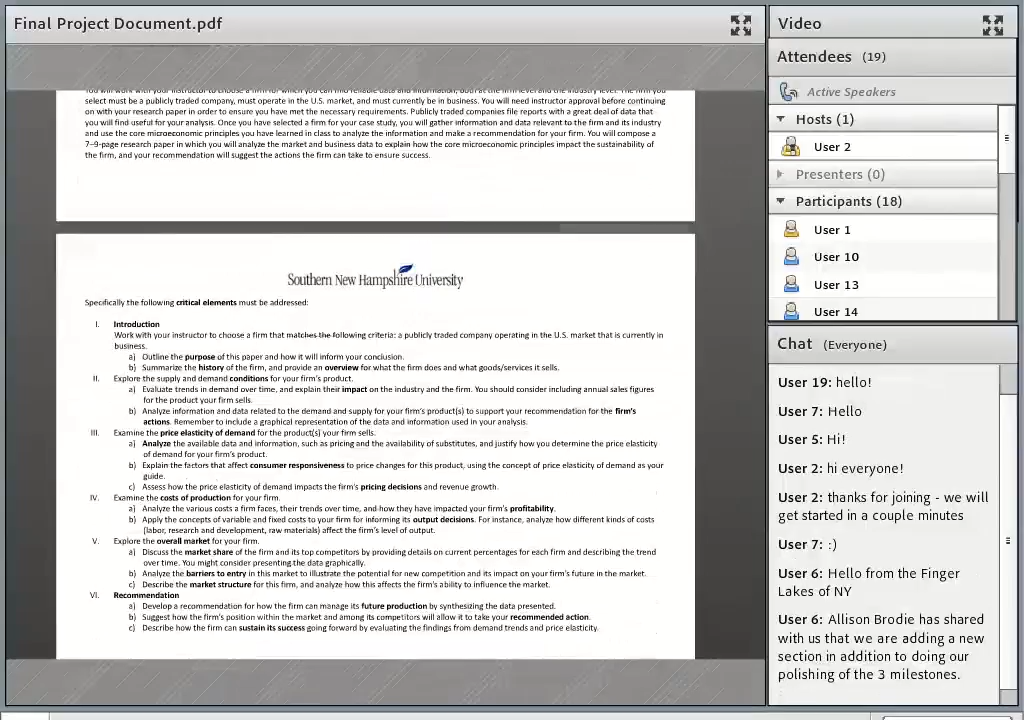 Final Project Document.pdf
select must be a publicly traded company, must operate in the U.S. market, and must currently be in business. You will need instructor approval before continuing
on with your research paper in order to ensure you have met the necessary requirements. Publicly traded companies file reports with a great deal of data that
you will find useful for your analysis. Once you have selected a firm for your case study, you will gather information and data relevant to the firm and its industry
and use the core microeconomic principles you have learned in class to analyze the information and make a recommendation for your firm. You will compose a
7–9-page research paper in which you will analyze the market and business data to explain how the core microeconomic principles impact the sustainability of
the firm, and your recommendation will suggest the actions the firm can take to ensure success.
Southern New Hampshire University
Specifically the following critical elements must be addressed:
I. Introduction
Work with your instructor to choose a firm that matches the following criteria: a publicly traded company operating in the U.S. market that is currently in
business.
a) Outline the purpose of this paper and how it will inform your conclusion.
b) Summarize the history of the firm, and provide an overview for what the firm does and what goods/services it sells.
II. Explore the supply and demand conditions for your firm's product.
a) Evaluate trends in demand over time, and explain their impact on the industry and the firm. You should consider including annual sales figures
for the product your firm sells.
b) Analyze information and data related to the demand and supply for your firm's product(s) to support your recommendation for the firm's
actions. Remember to include a graphical representation of the data and information used in your analysis.
III. Examine the price elasticity of demand for the product(s) your firm sells.
a) Analyze the available data and information, such as pricing and the availability of substitutes, and justify how you determine the price elasticity
of demand for your firm's product.
b) Explain the factors that affect consumer responsiveness to price changes for this product, using the concept of price elasticity of demand as your
guide.
c) Assess how the price elasticity of demand impacts the firm's pricing decisions and revenue growth.
IV. Examine the costs of production for your firm.
a) Analyze the various costs a firm faces, their trends over time, and how they have impacted your firm's profitability.
b) Apply the concepts of variable and fixed costs to your firm for informing its output decisions. For instance, analyze how different kinds of costs
(labor, research and development, raw materials) affect the firm's level of output.
V. Explore the overall market for your firm.
a) Discuss the market share of the firm and its top competitors by providing details on current percentages for each firm and describing the trend
over time. You might consider presenting the data graphically.
b) Analyze the barriers to entry in this market to illustrate the potential for new competition and its impact on your firm's future in the market.
c) Describe the market structure for this firm, and analyze how this affects the firm's ability to influence the market.
VI. Recommendation
a) Develop a recommendation for how the firm can manage its future production by synthesizing the data presented.
b) Suggest how the firm's position within the market and among its competitors will allow it to take your recommended action.
c) Describe how the firm can sustain its success going forward by evaluating the findings from demand trends and price elasticity.
Video
Attendees (19)
Active Speakers
Hosts (1)
User 2
Presenters (0)
Participants (18)
User 1
User 10
User 13
User 14
Chat (Everyone)
User 19: hello!
User 7: Hello
User 5: Hi!
User 2: hi everyone!
User 2: thanks for joining - we will
get started in a couple minutes
User 7: :)
User 6: Hello from the Finger
Lakes of NY
User 6: Allison Brodie has shared
with us that we are adding a new
section in addition to doing our
polishing of the 3 milestones.